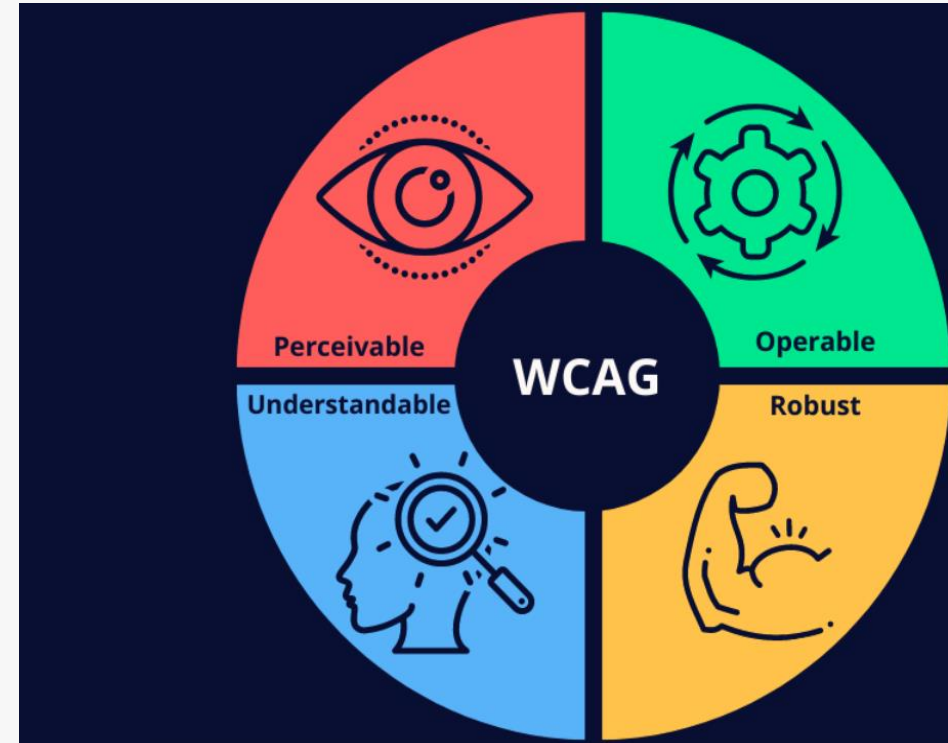 Perceivable
Operable
WCAG
Understandable
Robust